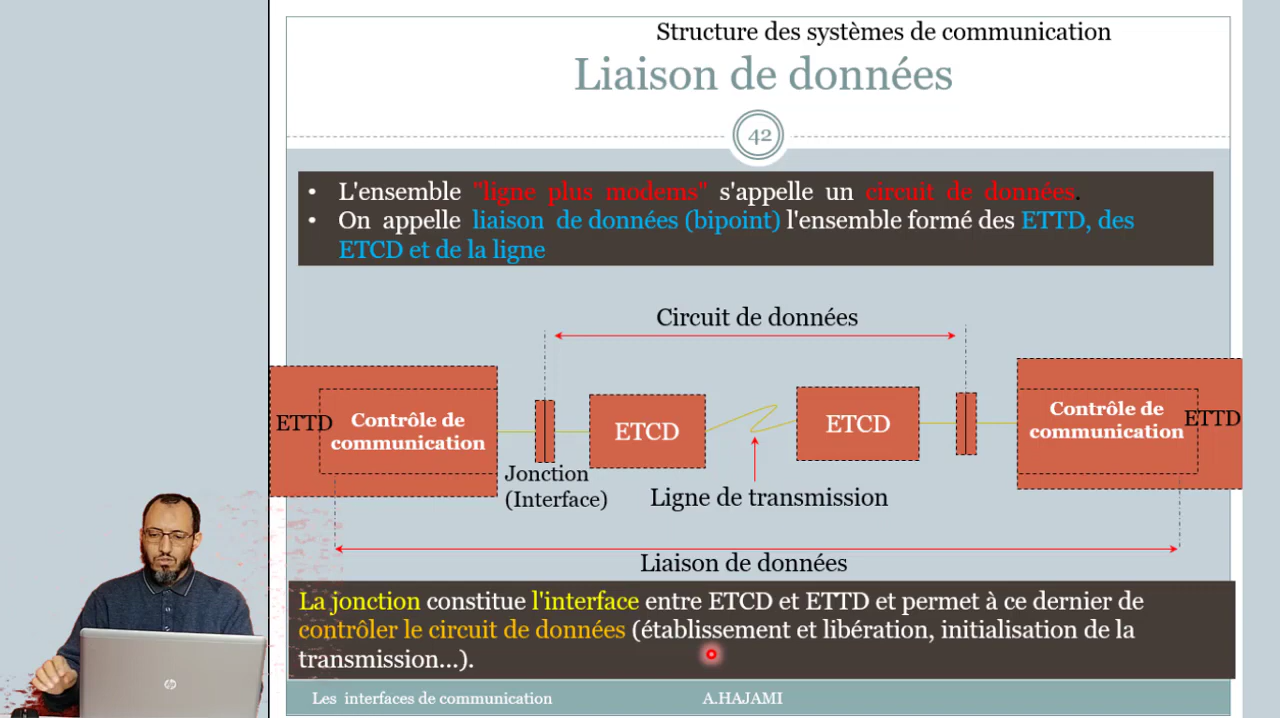 Structure des systèmes de communication
Liaison de données
42
• L'ensemble "ligne plus modems" s'appelle un circuit de données.
• On appelle liaison de données (bipoint) l'ensemble formé des ETTD, des
ETCD et de la ligne
Circuit de données
ETTD
Contrôle de
communication
ETCD
ETCD
Contrôle de
communication
ETTD
Jonction
(Interface)
Ligne de transmission
Liaison de données
La jonction constitue l'interface entre ETCD et ETTD et permet à ce dernier de
contrôler le circuit de données (établissement et libération, initialisation de la
transmission...).
Les interfaces de communication
A.HAJAMI
hp